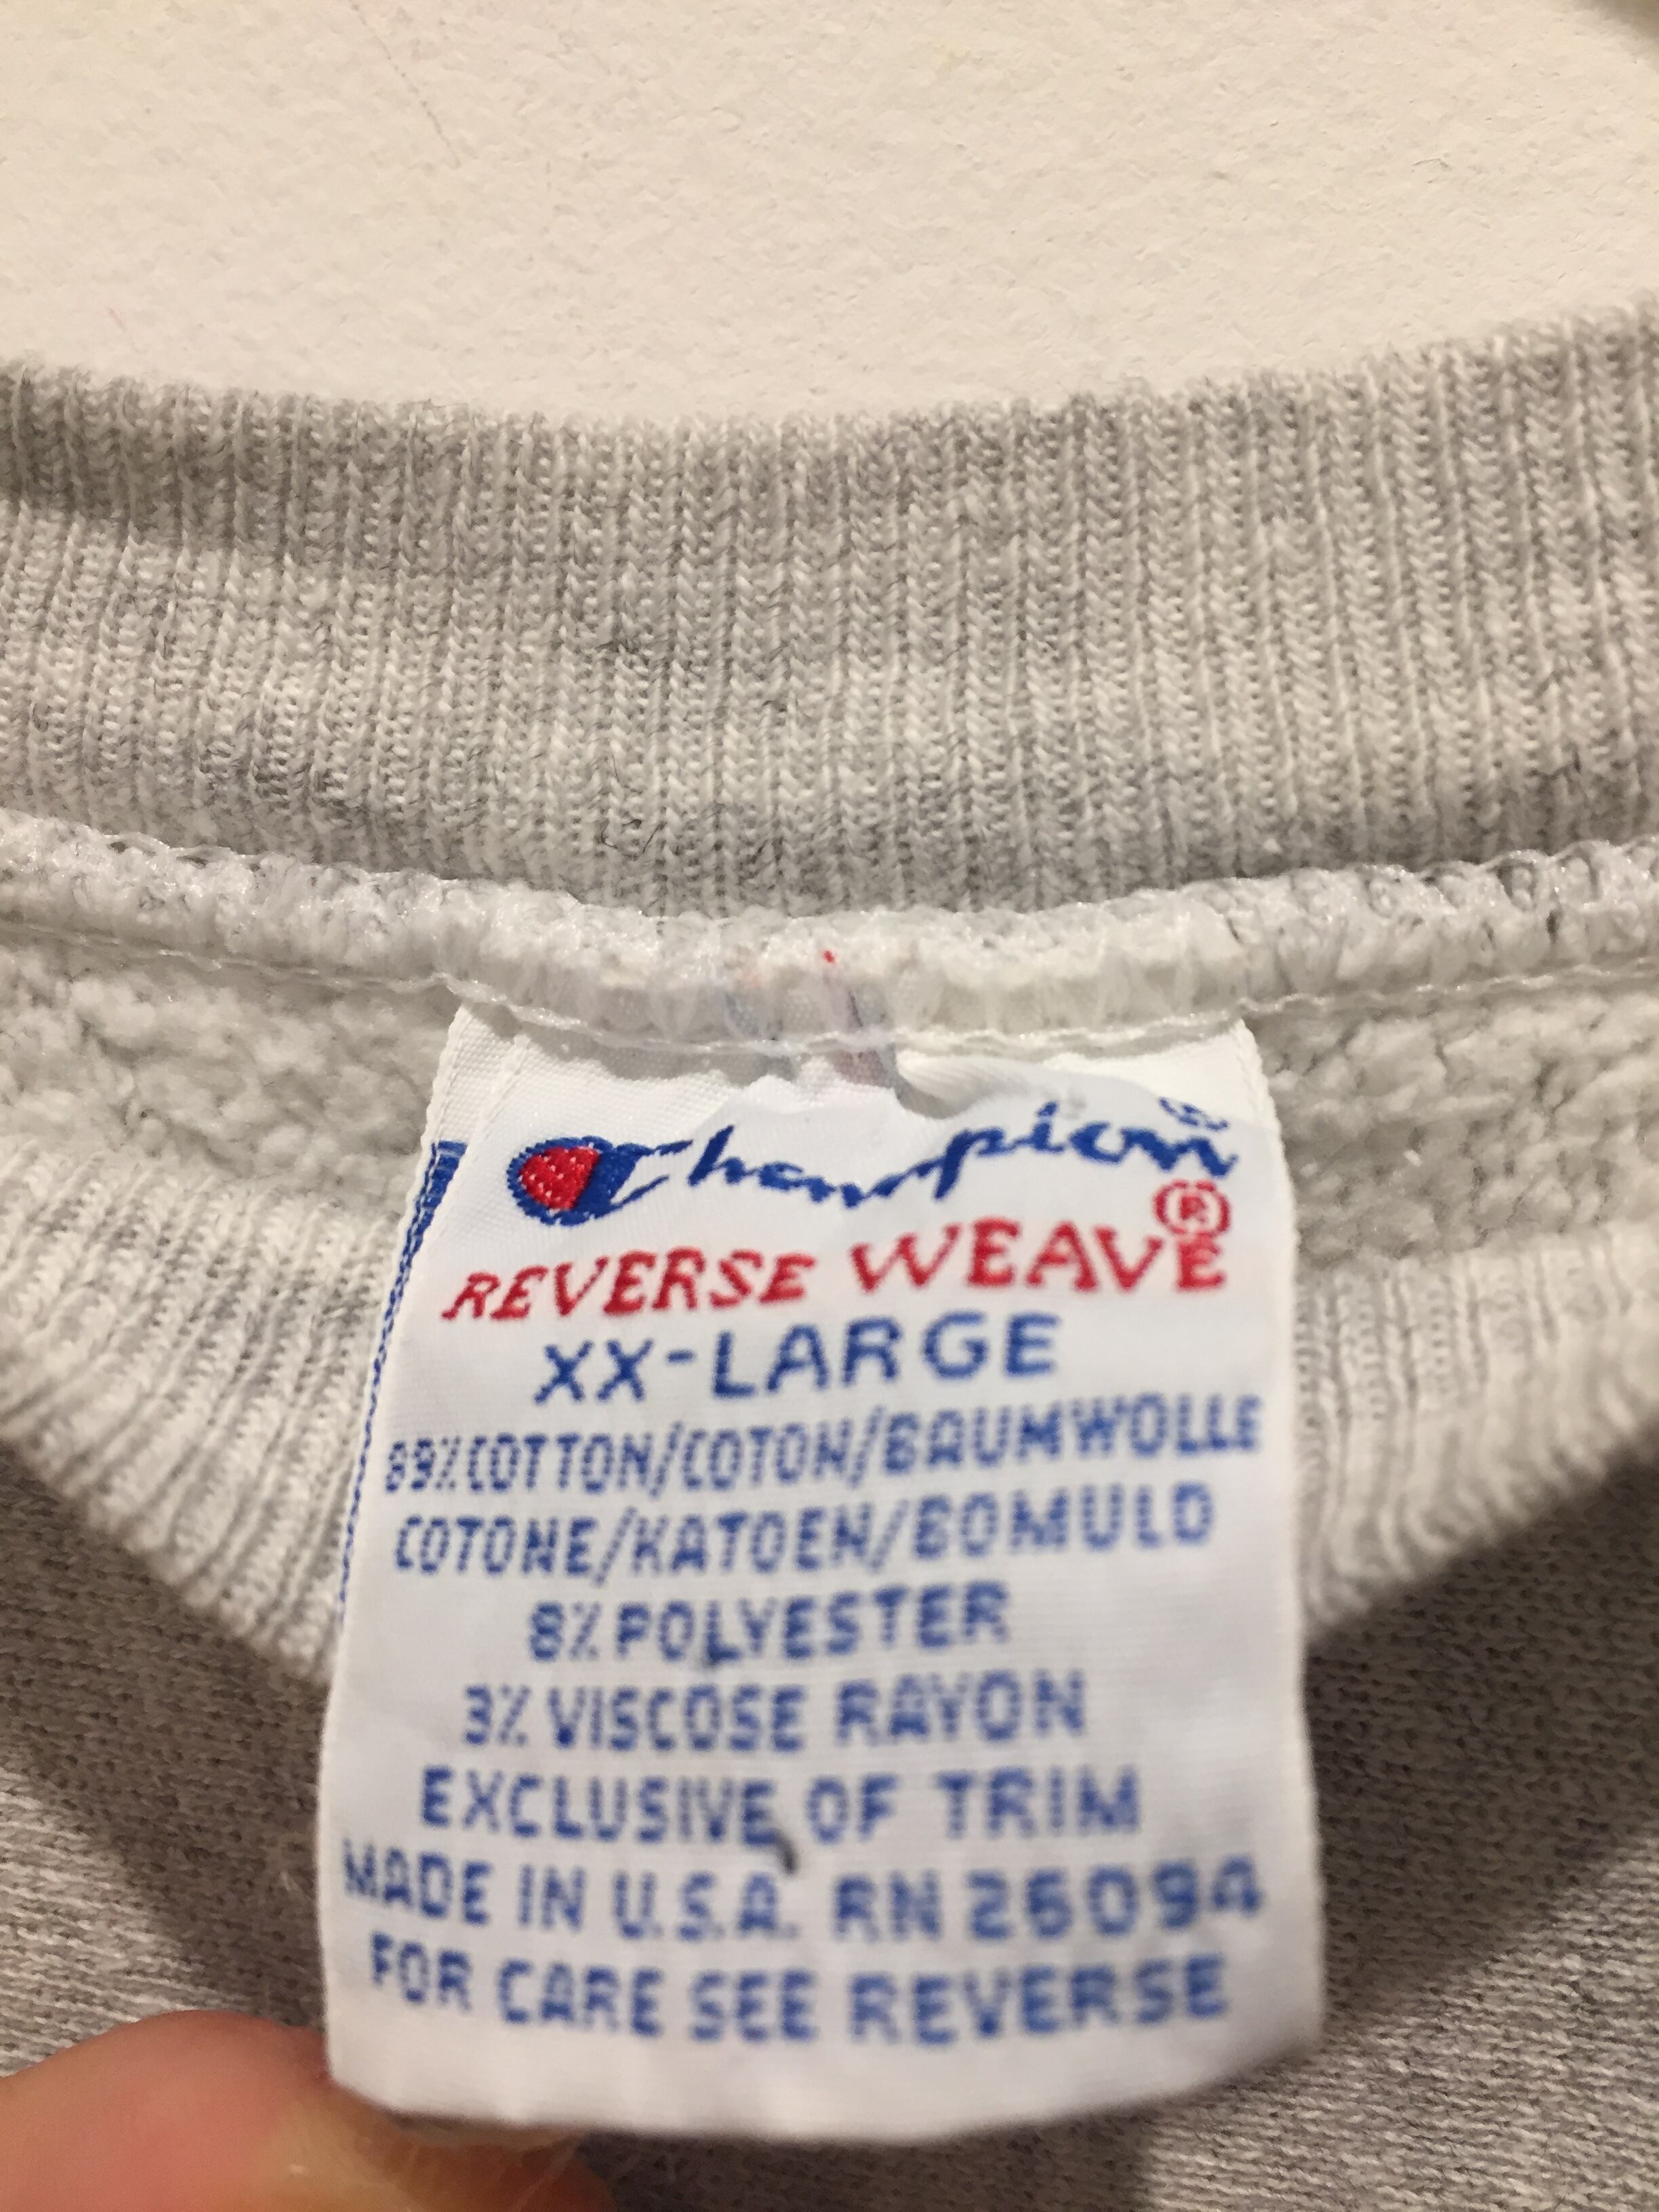 Champion®
REVERSE WEAVE®
XX-LARGE
89% COTTON/COTON/BAUMWOLLE
COTONE/KATOEN/BOMULD
8% POLYESTER
3% VISCOSE RAYON
EXCLUSIVE OF TRIM
MADE IN U.S.A. RN 26094
FOR CARE SEE REVERSE